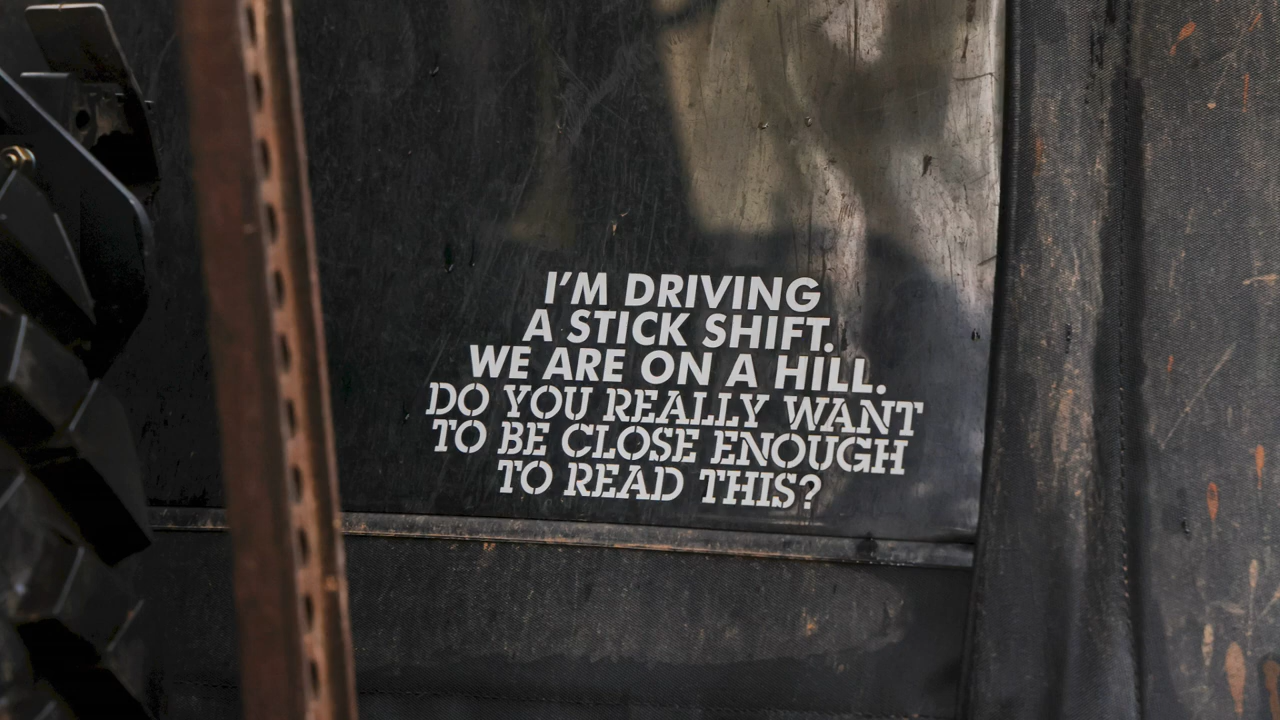 I'M DRIVING
A STICK SHIFT.
WE ARE ON A HILL.
DO YOU REALLY WANT
TO BE CLOSE ENOUGH
TO READ THIS?